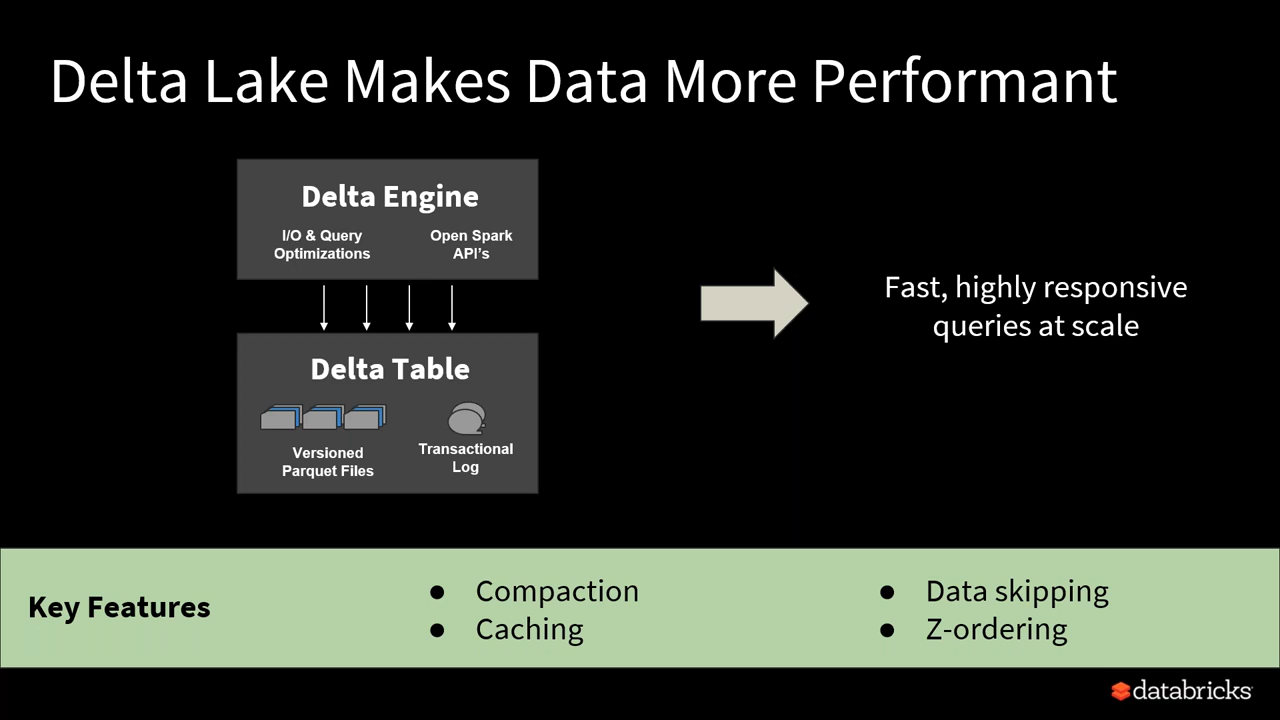 Delta Lake Makes Data More Performant
Delta Engine
I/O & Query
Optimizations
Open Spark
API's
Delta Table
Versioned
Parquet Files
Transactional
Log
Fast, highly responsive
queries at scale
Key Features
● Compaction
● Caching
● Data skipping
● Z-ordering
databricks